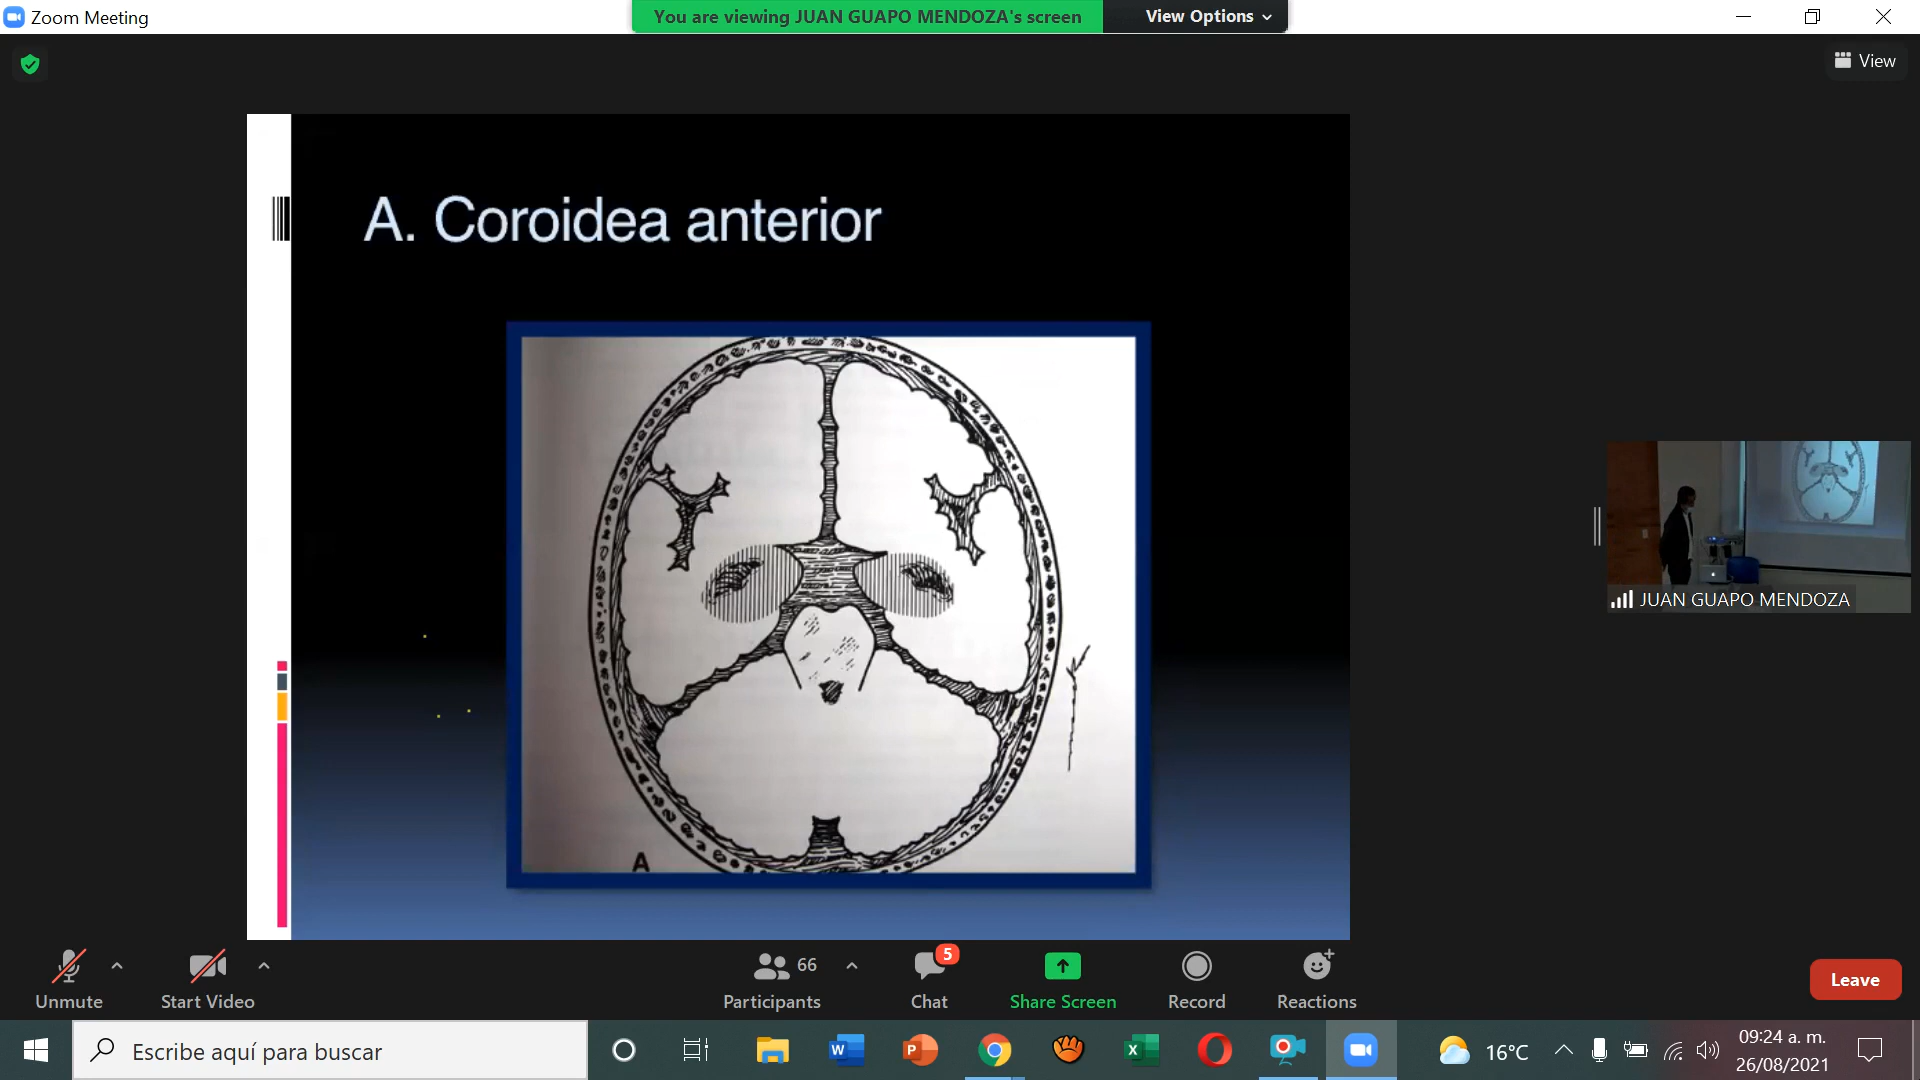 Zoom Meeting
You are viewing JUAN GUAPO MENDOZA's screen
View Options
View
A. Coroidea anterior
A
JUAN GUAPO MENDOZA
Unmute
Start Video
66
Participants
5
Chat
Share Screen
Record
Reactions
Leave
Escribe aquí para buscar
16°C
09:24 a. m.
26/08/2021